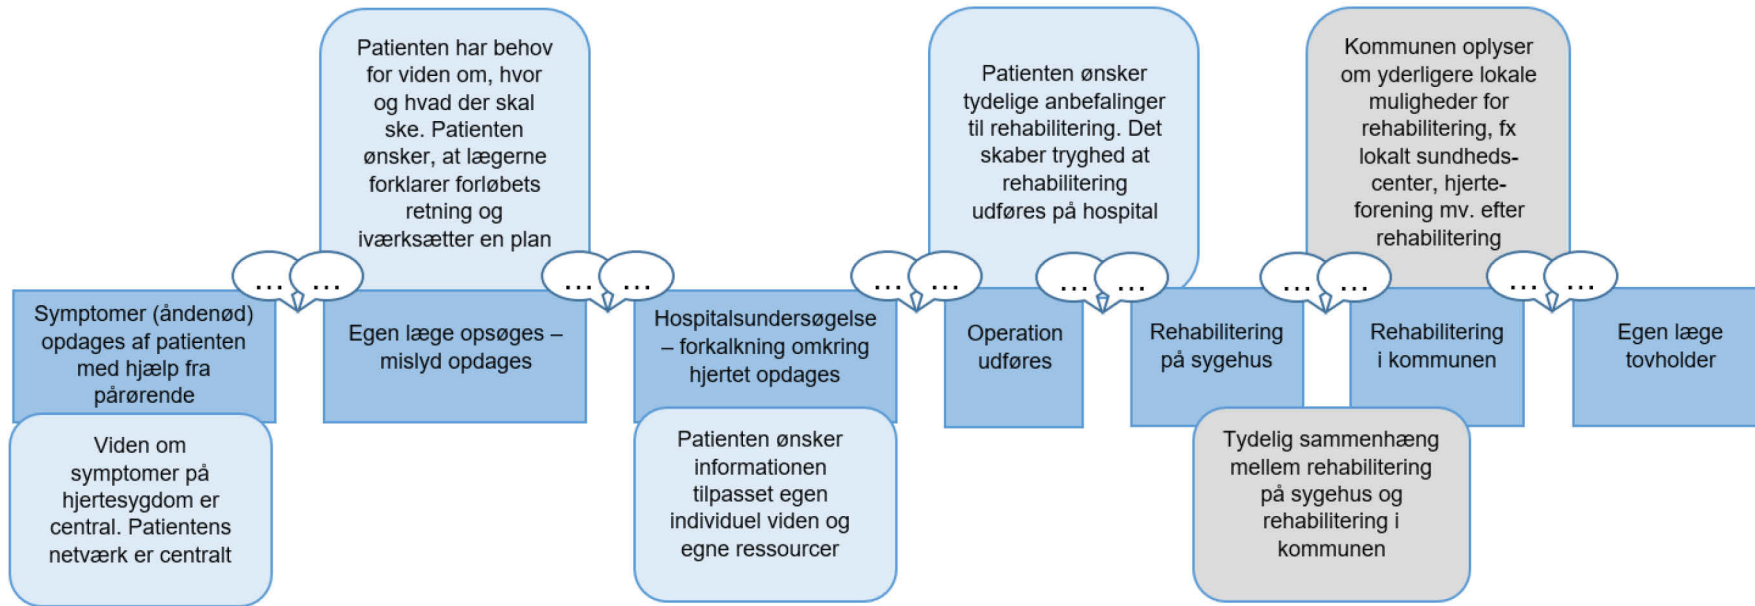 Patienten har behov
for viden om, hvor
og hvad der skal
ske. Patienten
ønsker, at lægerne
forklarer forløbets
retning og
iværksætter en plan
Patienten ønsker
tydelige anbefalinger
til rehabilitering. Det
skaber tryghed at
rehabilitering
udføres på hospital
Kommunen oplyser
om yderligere lokale
muligheder for
rehabilitering, fx
lokalt sundheds-
center, hjerte-
forening mv. efter
rehabilitering
... ...
... ...
... ...
... ...
... ...
... ...
Symptomer (åndenød)
opdages af patienten
med hjælp fra
pårørende
Egen læge opsøges –
mislyd opdages
Hospitalsundersøgelse
– forkalkning omkring
hjertet opdages
Operation
udføres
Rehabilitering
på sygehus
Rehabilitering
i kommunen
Egen læge
tovholder
Viden om
symptomer på
hjertesygdom er
central. Patientens
netværk er centralt
Patienten ønsker
informationen
tilpasset egen
individuel viden og
egne ressourcer
Tydelig sammenhæng
mellem rehabilitering
på sygehus og
rehabilitering i
kommunen